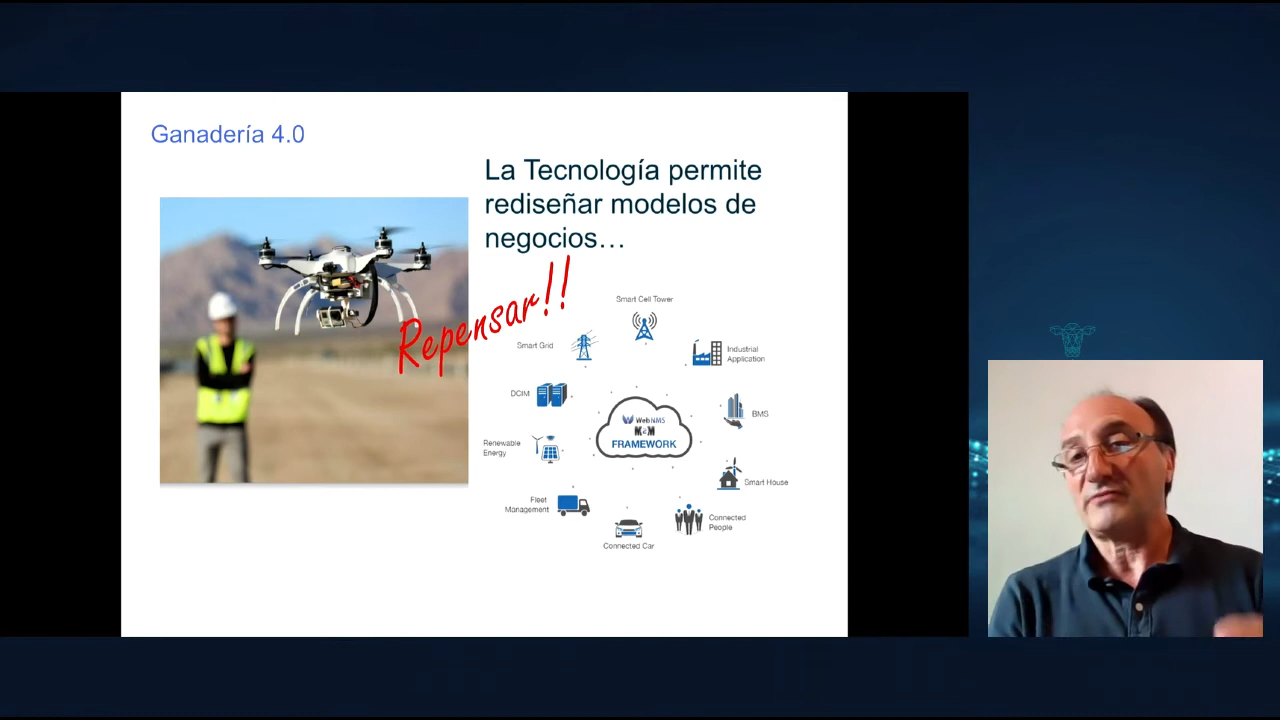 Ganadería 4.0
La Tecnología permite
rediseñar modelos de
negocios…
Repensar!!
Smart Cell Tower
Smart Grid
Industrial
Application
DCIM
BMS
WebNMS
M2M
FRAMEWORK
Renewable
Energy
Smart House
Fleet
Management
Connected
People
Connected Car